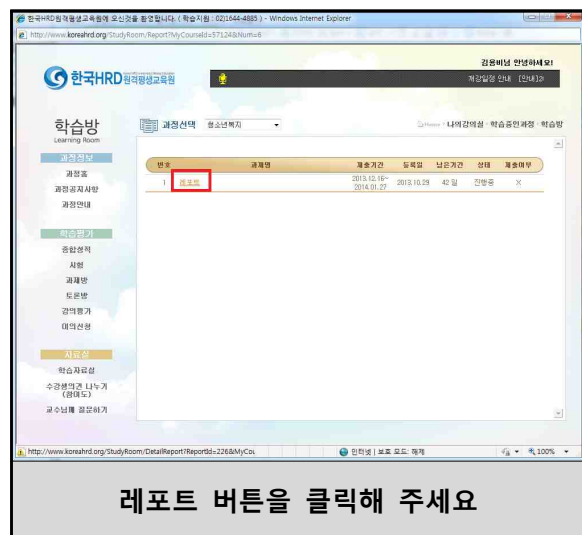 한국HRD원격평생교육원에 오신것을 환영합니다. ( 학습지원 : 02)1644-4885 ) - Windows Internet Explorer
http://www.koreahrd.org/StudyRoom/Report?MyCourseId=57124&Num=6
김용비님 안녕하세요!
한국HRD원격평생교육원
개강일정 안내 [안내]
학습방
Learning Room
과정선택 청소년복지
나의강의실 · 학습중인과정 · 학습방
과정정보
과정홈
과정공지사항
과정안내
번호 과제명 제출기간 등록일 남은기간 상태 제출여부
1 레포트 2013.12.16~ 2014.01.27 2013.10.29 42 일 진행중 X
학습평가
종합성적
시험
과제방
토론방
강의평가
이의신청
자료실
학습자료실
수강생의견 나누기
(참여도)
교수님께 질문하기
http://www.koreahrd.org/StudyRoom/DetailReport?ReportId=226&MyCou
인터넷 | 보호 모드: 해제
100%
레포트 버튼을 클릭해 주세요